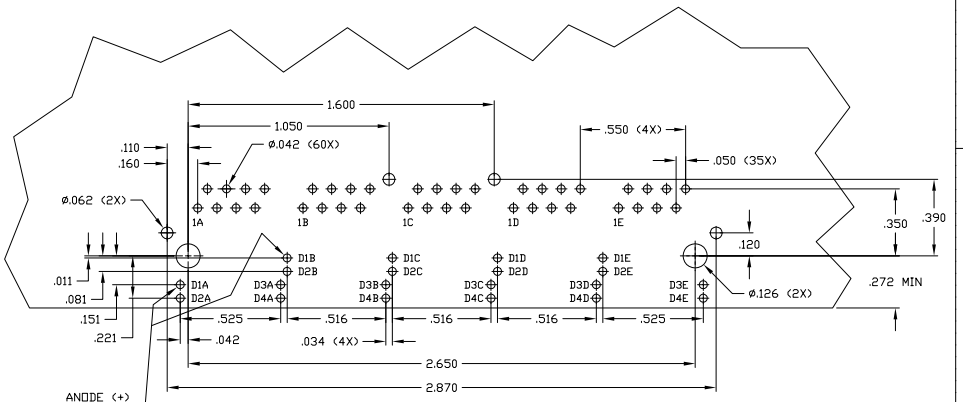 1.600
1.050
.550 (4X)
.110
ø.042 (60X)
.160
.050 (35X)
ø.062 (2X)
1A
1B
1C
1D
1E
.350
.390
.120
D1B
D1C
D1D
D1E
D2B
D2C
D2D
D2E
.011
.081
D1A
D3A
D3B
D3C
D3D
D3E
D2A
D4A
D4B
D4C
D4D
D4E
.272 MIN
ø.126 (2X)
.151
.525
.516
.516
.516
.525
.221
.042
.034 (4X)
2.650
2.870
ANODE (+)